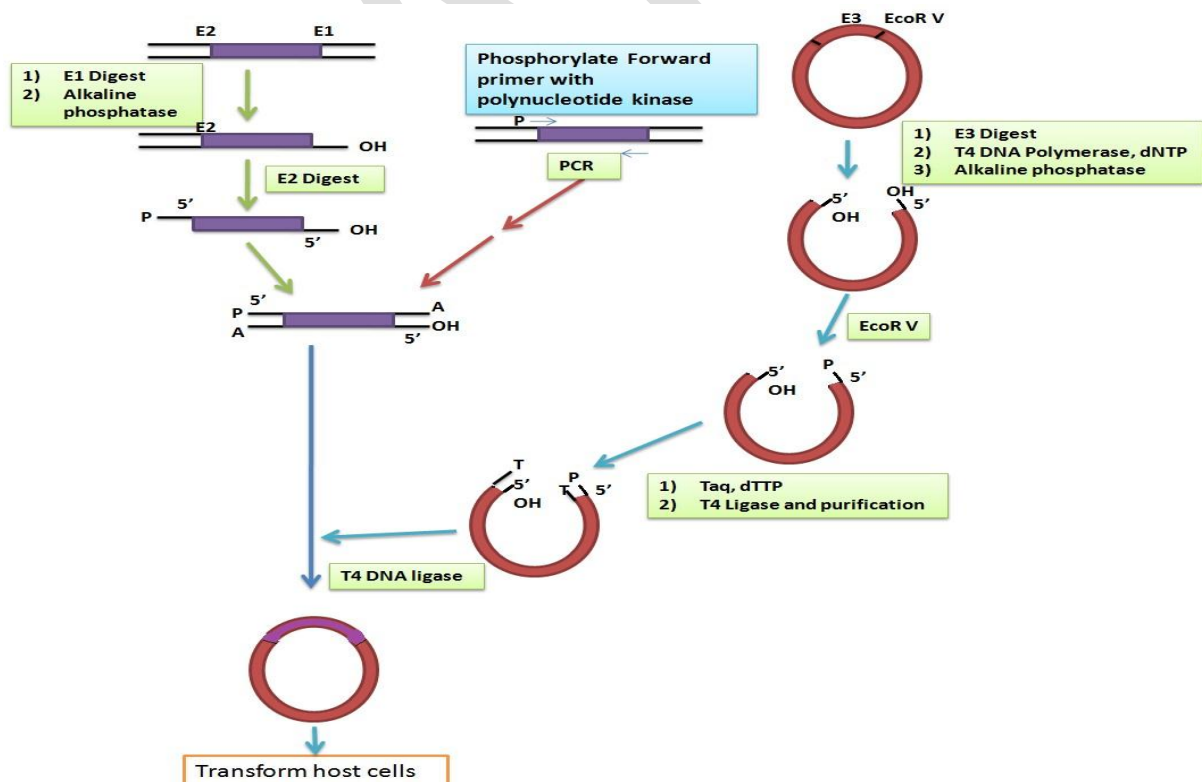 E2 E1
1) E1 Digest
2) Alkaline
phosphatase
E2
OH
E2 Digest
5’
P
OH
5’
Phosphorylate Forward
primer with
polynucleotide kinase
P
PCR
5’
P
A
A
OH
5’
E3 EcoR V
1) E3 Digest
2) T4 DNA Polymerase, dNTP
3) Alkaline phosphatase
5’
OH
OH
5’
EcoR V
5’
OH
P
5’
1) Taq, dTTP
2) T4 Ligase and purification
T
5’
OH
P
T
5’
T4 DNA ligase
Transform host cells